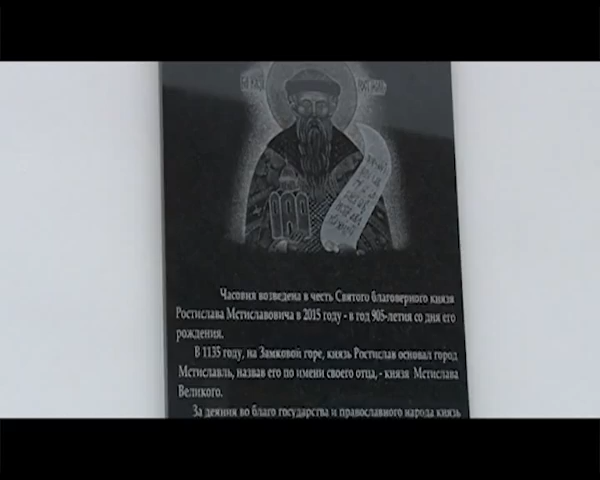 Часовня возведена в честь Святого благоверного князя
Ростислава Мстиславовича в 2015 году - в год 905-летия со дня его
рождения.
В 1135 году, на Замковой горе, князь Ростислав основал город
Мстиславль, назвав его по имени своего отца, - князя Мстислава
Великого.
За деяния во благо государства и православного народа князь